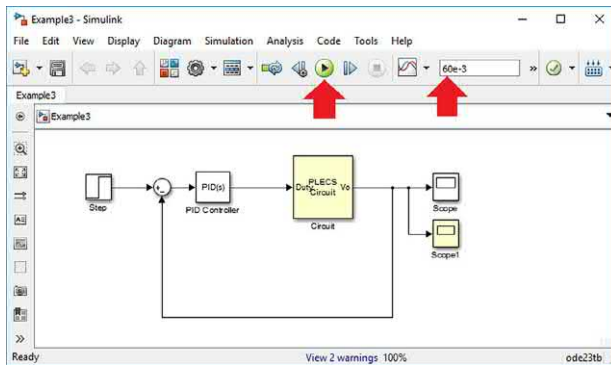 Example3 - Simulink
File Edit View Display Diagram Simulation Analysis Code Tools Help
60e-3 »
Example3
Example3
Step
+
-
PID(s)
PID Controller
Duty PLECS Circuit Vo
Circuit
Scope
Scope1
»
Ready View 2 warnings 100% ode23tb